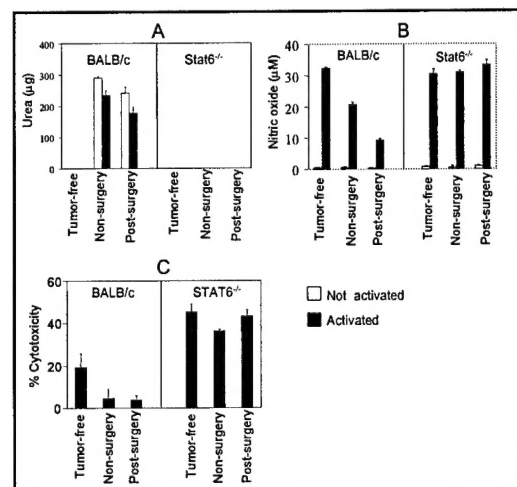 A
BALB/c
Stat6-/-
Urea (µg)
300
200
100
0
Tumor-free
Non-surgery
Post-surgery
Tumor-free
Non-surgery
Post-surgery
B
BALB/c
Stat6-/-
Nitric oxide (µM)
40
30
20
10
0
Tumor-free
Non-surgery
Post-surgery
Tumor-free
Non-surgery
Post-surgery
C
BALB/c
STAT6-/-
% Cytotoxicity
60
40
20
0
Tumor-free
Non-surgery
Post-surgery
Tumor-free
Non-surgery
Post-surgery
Not activated
Activated